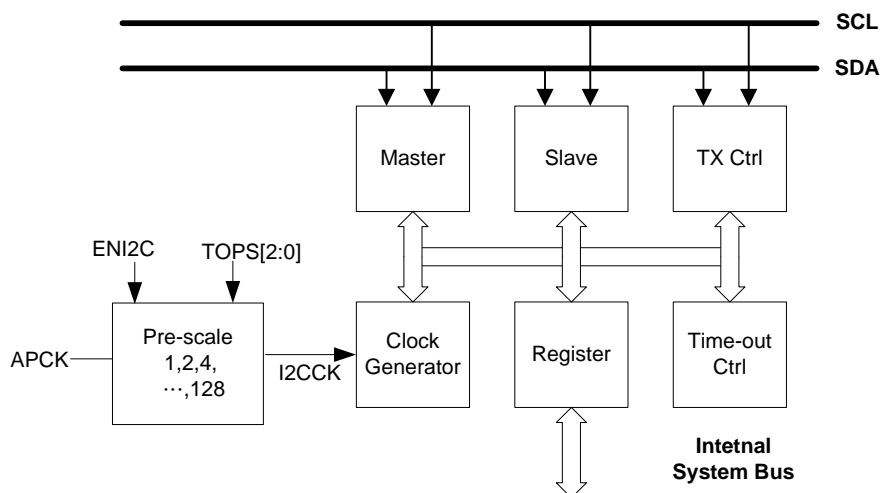 SCL
SDA
Master
Slave
TX Ctrl
ENI2C
TOPS[2:0]
APCK
Pre-scale
1,2,4,
…,128
I2CCK
Clock
Generator
Register
Time-out
Ctrl
Intetnal
System Bus